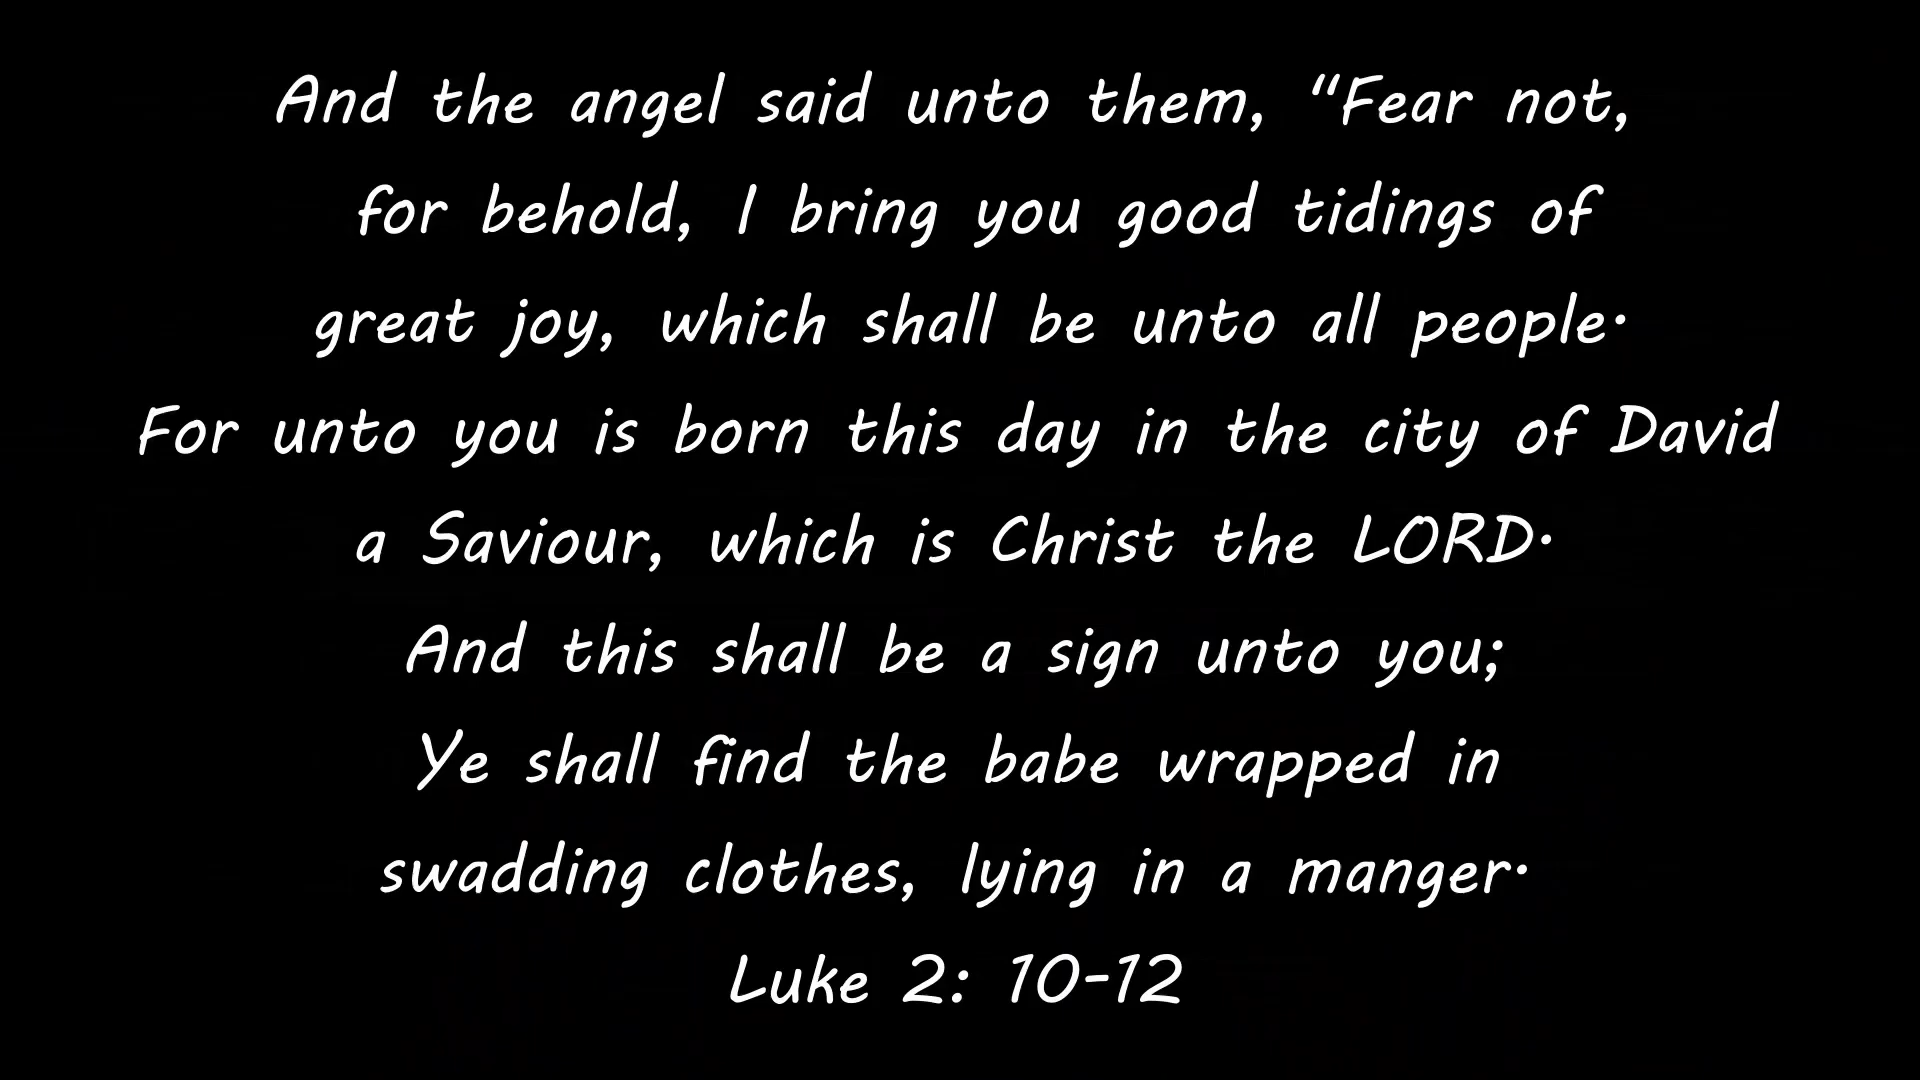 And the angel said unto them, “Fear not,
for behold, I bring you good tidings of
great joy, which shall be unto all people·
For unto you is born this day in the city of David
a Saviour, which is Christ the LORD·
And this shall be a sign unto you;
Ye shall find the babe wrapped in
swadding clothes, lying in a manger·
Luke 2: 10-12